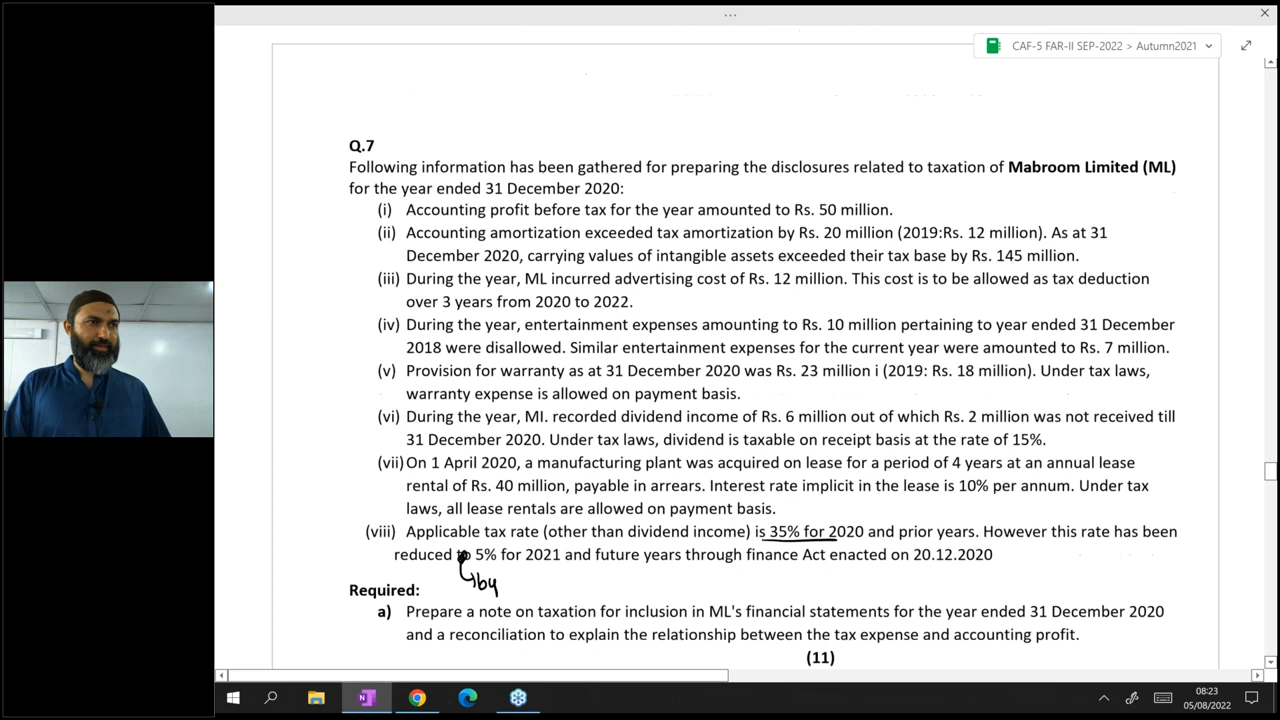 CAF-5 FAR-II SEP-2022 > Autumn2021
Q.7
Following information has been gathered for preparing the disclosures related to taxation of Mabroom Limited (ML)
for the year ended 31 December 2020:
(i) Accounting profit before tax for the year amounted to Rs. 50 million.
(ii) Accounting amortization exceeded tax amortization by Rs. 20 million (2019:Rs. 12 million). As at 31
December 2020, carrying values of intangible assets exceeded their tax base by Rs. 145 million.
(iii) During the year, ML incurred advertising cost of Rs. 12 million. This cost is to be allowed as tax deduction
over 3 years from 2020 to 2022.
(iv) During the year, entertainment expenses amounting to Rs. 10 million pertaining to year ended 31 December
2018 were disallowed. Similar entertainment expenses for the current year were amounted to Rs. 7 million.
(v) Provision for warranty as at 31 December 2020 was Rs. 23 million i (2019: Rs. 18 million). Under tax laws,
warranty expense is allowed on payment basis.
(vi) During the year, MI. recorded dividend income of Rs. 6 million out of which Rs. 2 million was not received till
31 December 2020. Under tax laws, dividend is taxable on receipt basis at the rate of 15%.
(vii) On 1 April 2020, a manufacturing plant was acquired on lease for a period of 4 years at an annual lease
rental of Rs. 40 million, payable in arrears. Interest rate implicit in the lease is 10% per annum. Under tax
laws, all lease rentals are allowed on payment basis.
(viii) Applicable tax rate (other than dividend income) is 35% for 2020 and prior years. However this rate has been
reduced to 5% for 2021 and future years through finance Act enacted on 20.12.2020
by
Required:
a) Prepare a note on taxation for inclusion in ML's financial statements for the year ended 31 December 2020
and a reconciliation to explain the relationship between the tax expense and accounting profit.
(11)
08:23
05/08/2022